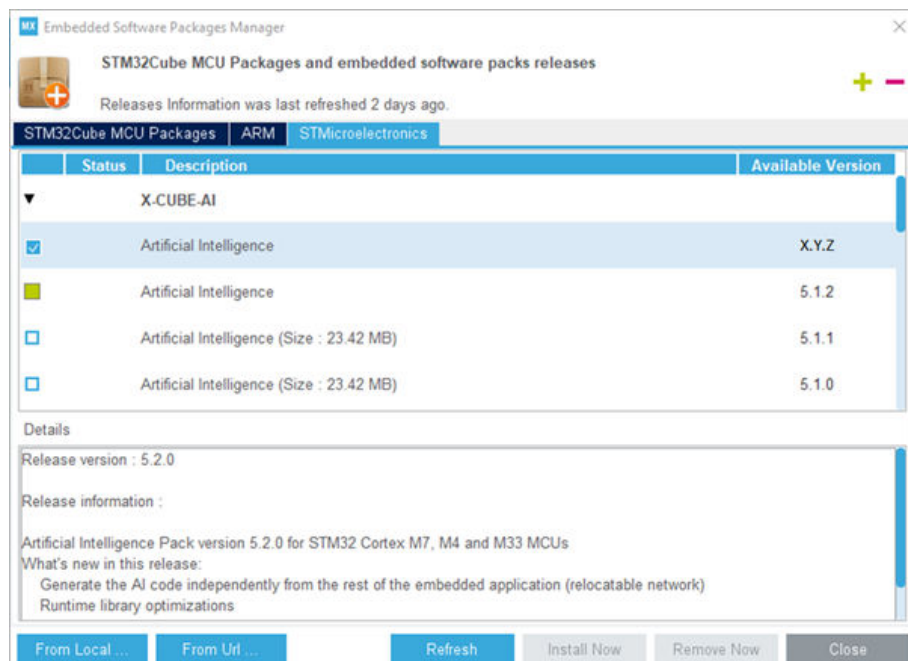 MX Embedded Software Packages Manager
STM32Cube MCU Packages and embedded software packs releases
Releases Information was last refreshed 2 days ago.
STM32Cube MCU Packages ARM STMicroelectronics
Status Description Available Version
X-CUBE-AI
Artificial Intelligence X.Y.Z
Artificial Intelligence 5.1.2
Artificial Intelligence (Size : 23.42 MB) 5.1.1
Artificial Intelligence (Size : 23.42 MB) 5.1.0
Details
Release version : 5.2.0
Release information :
Artificial Intelligence Pack version 5.2.0 for STM32 Cortex M7, M4 and M33 MCUs
What's new in this release:
Generate the AI code independently from the rest of the embedded application (relocatable network)
Runtime library optimizations
From Local ... From Url ... Refresh Install Now Remove Now Close